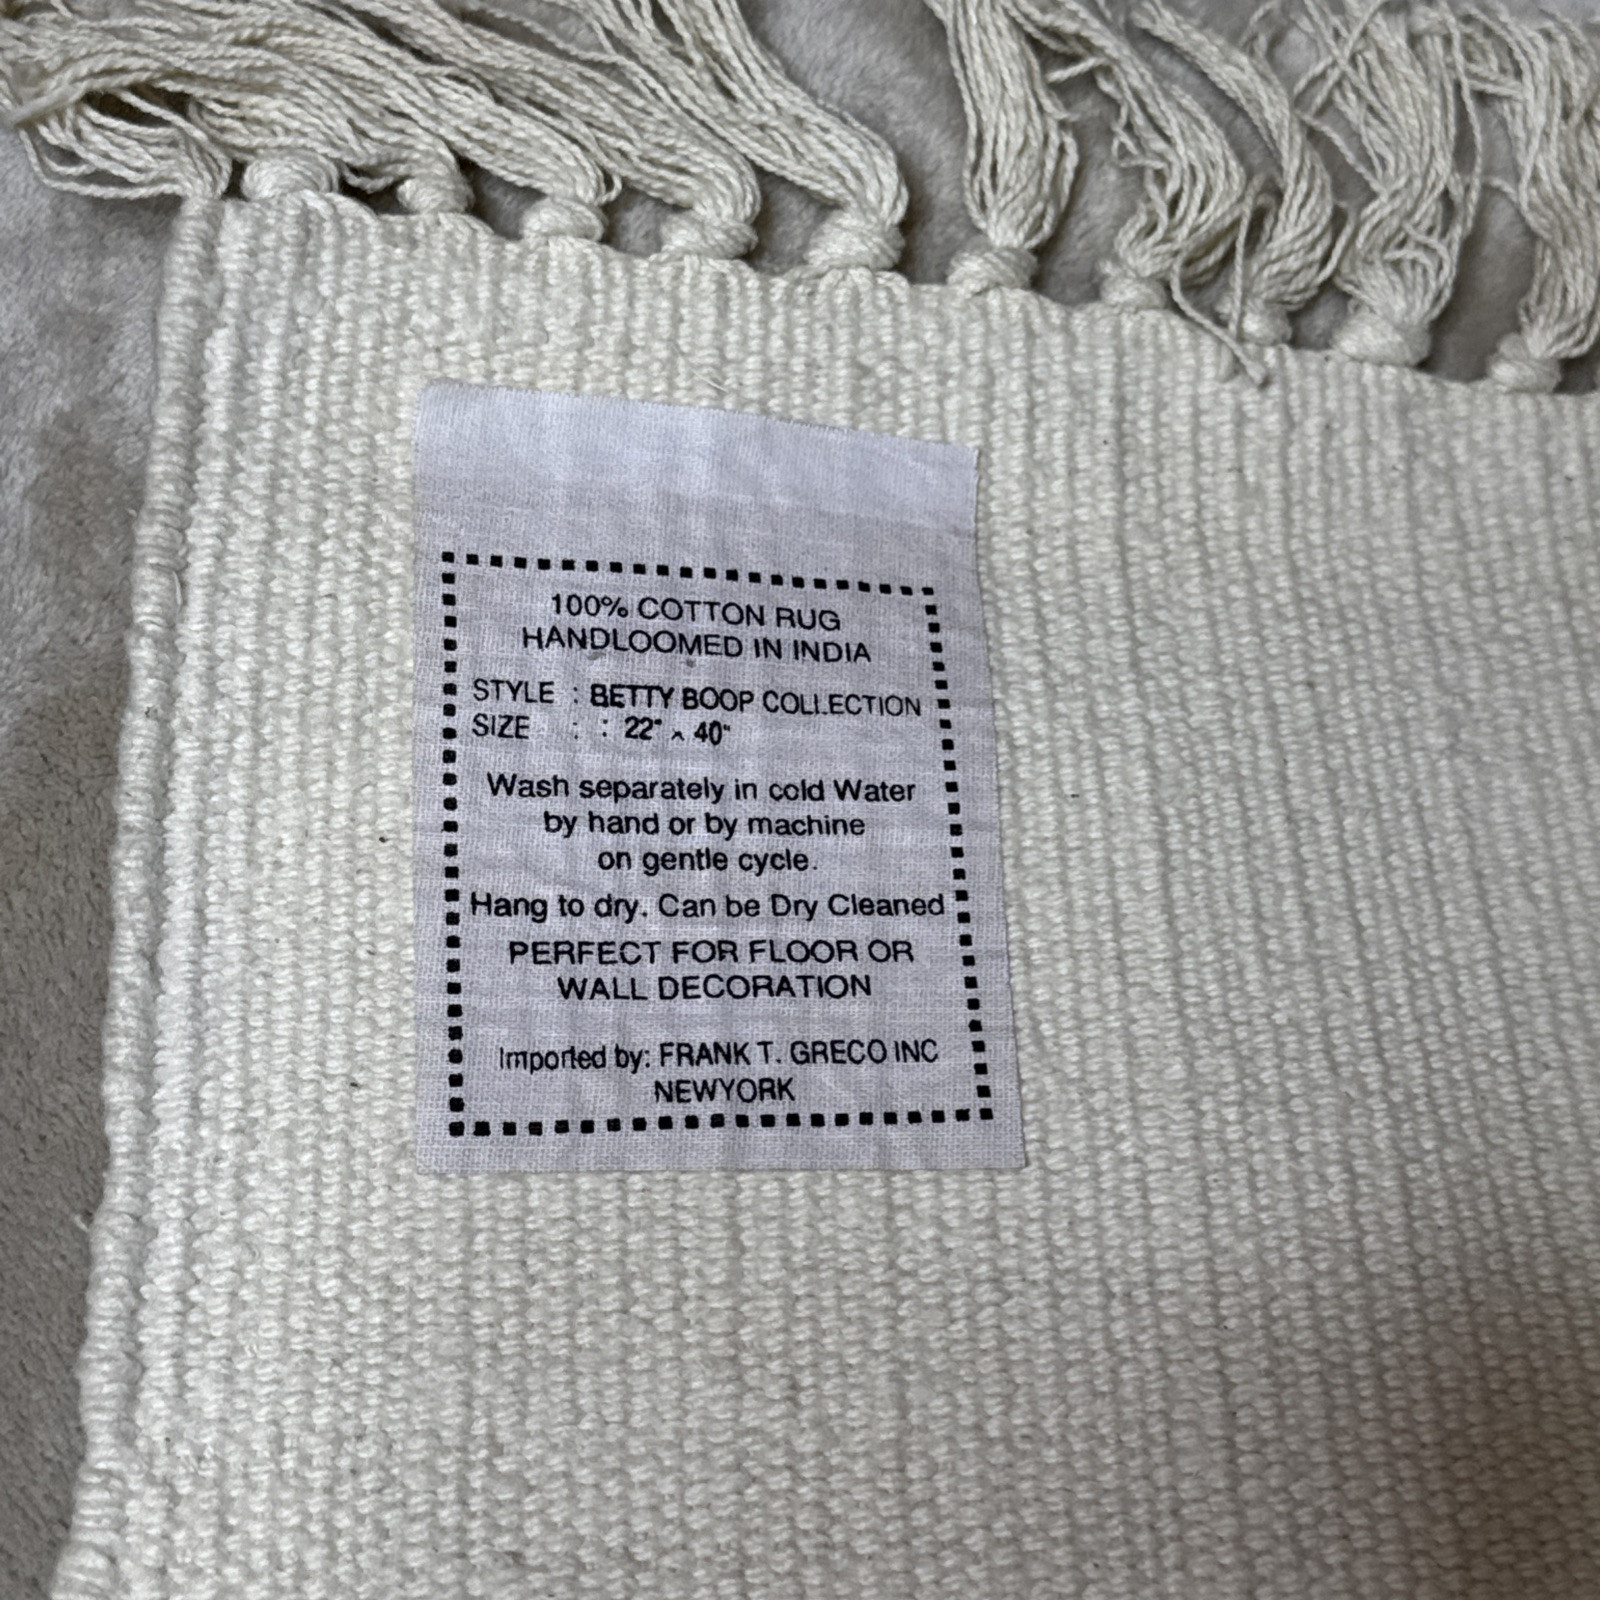 100% COTTON RUG
HANDLOOMED IN INDIA
STYLE : BETTY BOOP COLLECTION
SIZE : : 22" x 40"
Wash separately in cold Water
by hand or by machine
on gentle cycle.
Hang to dry. Can be Dry Cleaned
PERFECT FOR FLOOR OR
WALL DECORATION
Imported by: FRANK T. GRECO INC
NEWYORK